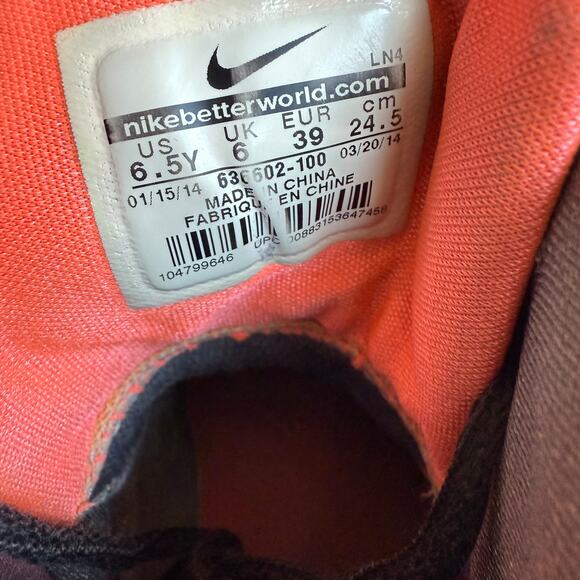 LN4
nikebetterworld.com
US UK EUR cm
6.5Y 6 39 24.5
01/15/14 636602-100 03/20/14
MADE IN CHINA
FABRIQUE EN CHINE
104799646 UPC 00883153647458